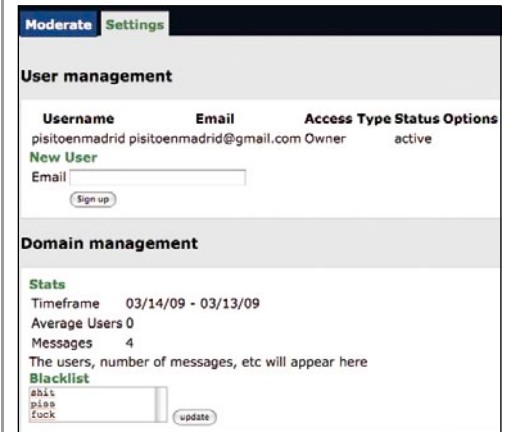 Moderate Settings
User management
Username Email Access Type Status Options
pisitoenmadrid pisitoenmadrid@gmail.com Owner active
New User
Email
Sign up
Domain management
Stats
Timeframe 03/14/09 - 03/13/09
Average Users 0
Messages 4
The users, number of messages, etc will appear here
Blacklist
shit
piss
fuck
update